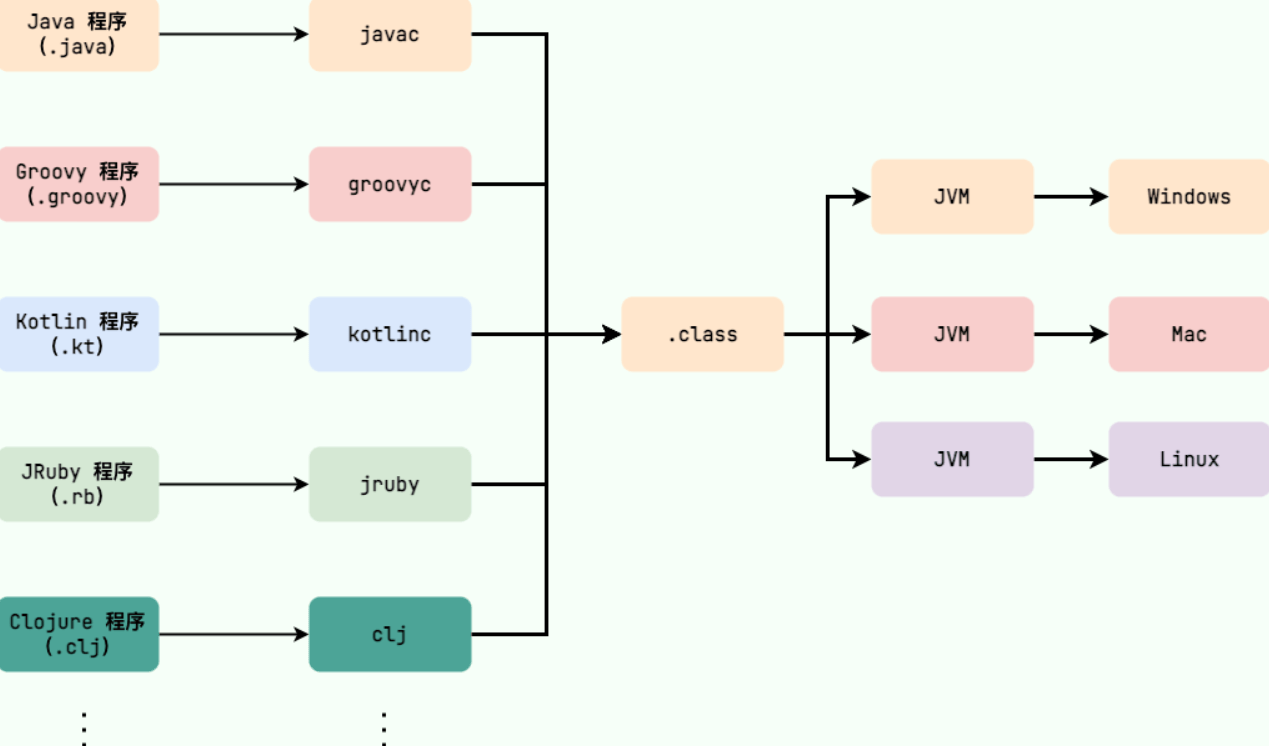 Java 程序
(.java)
javac
Groovy 程序
(.groovy)
groovyc
JVM
Windows
Kotlin 程序
(.kt)
kotlinc
.class
JVM
Mac
JRuby 程序
(.rb)
jruby
JVM
Linux
Clojure 程序
(.clj)
clj